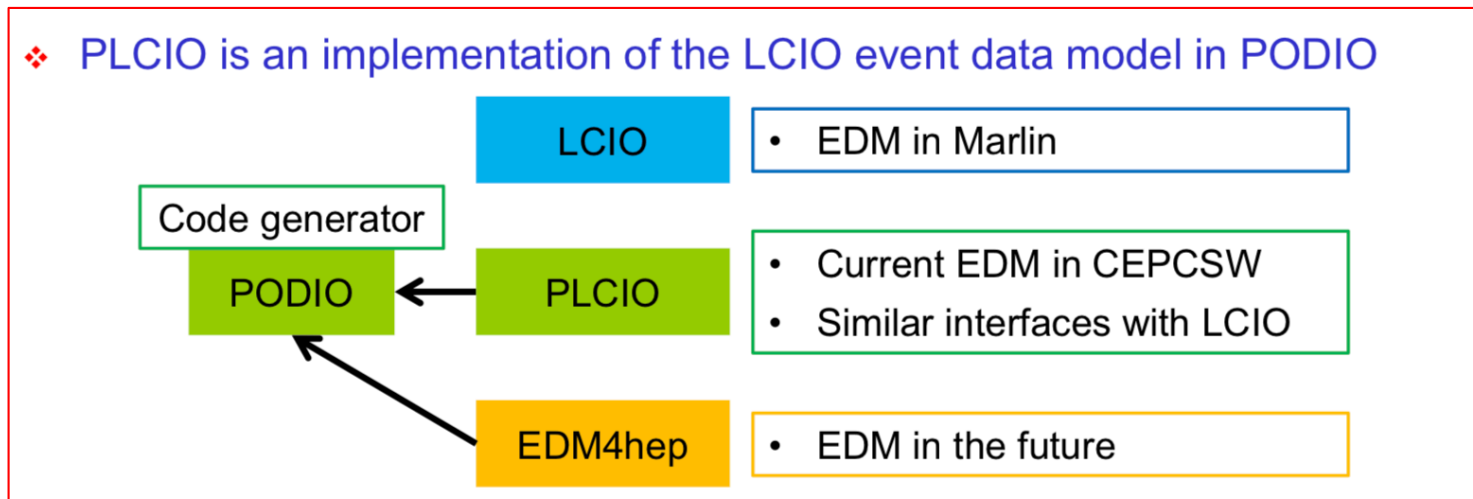 ❖ PLCIO is an implementation of the LCIO event data model in PODIO
LCIO
• EDM in Marlin
Code generator
PODIO
PLCIO
• Current EDM in CEPCSW
• Similar interfaces with LCIO
EDM4hep
• EDM in the future